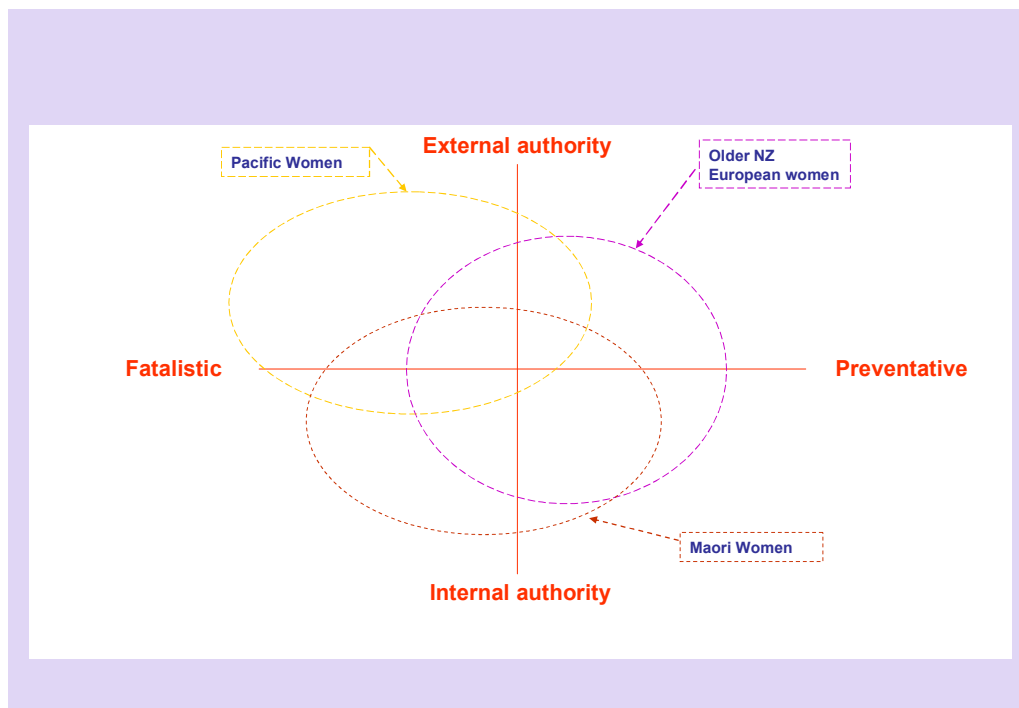 External authority
Pacific Women
Older NZ
European women
Fatalistic
Preventative
Maori Women
Internal authority